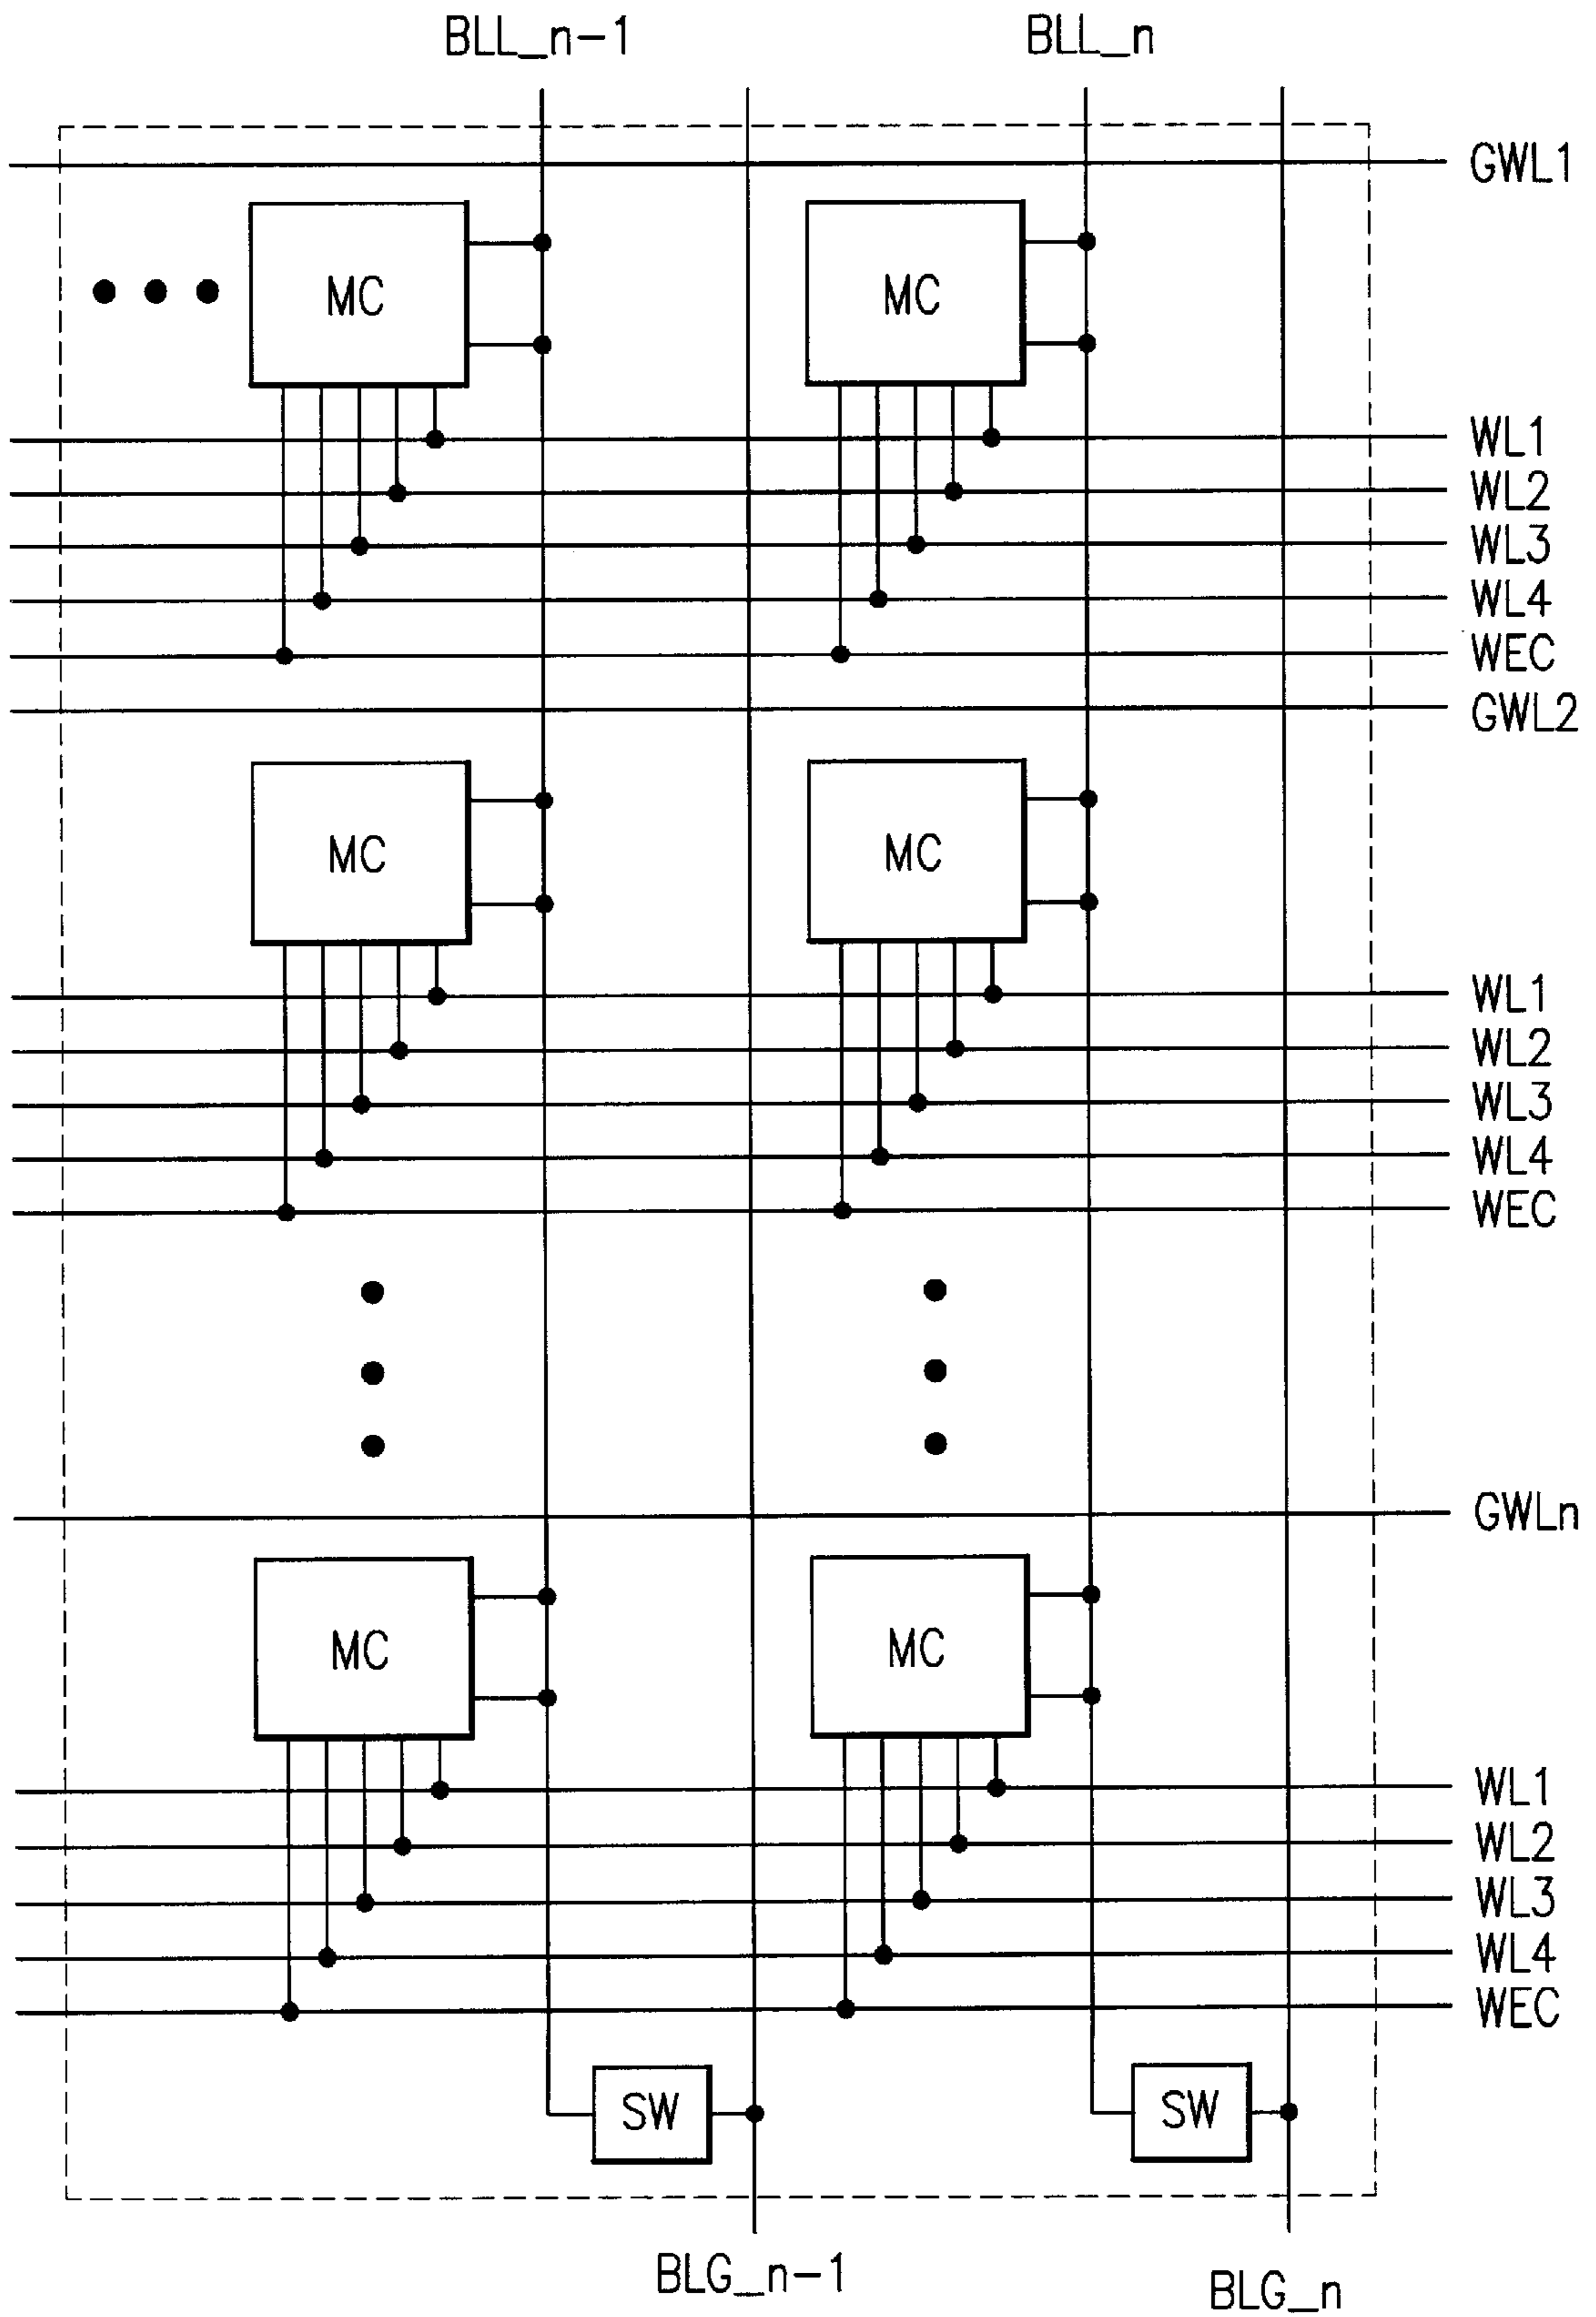 BLL_n-1 BLL_n
GWL1
MC MC
WL1
WL2
WL3
WL4
WEC
GWL2
MC MC
WL1
WL2
WL3
WL4
WEC
GWLn
MC MC
WL1
WL2
WL3
WL4
WEC
SW SW
BLG_n-1 BLG_n